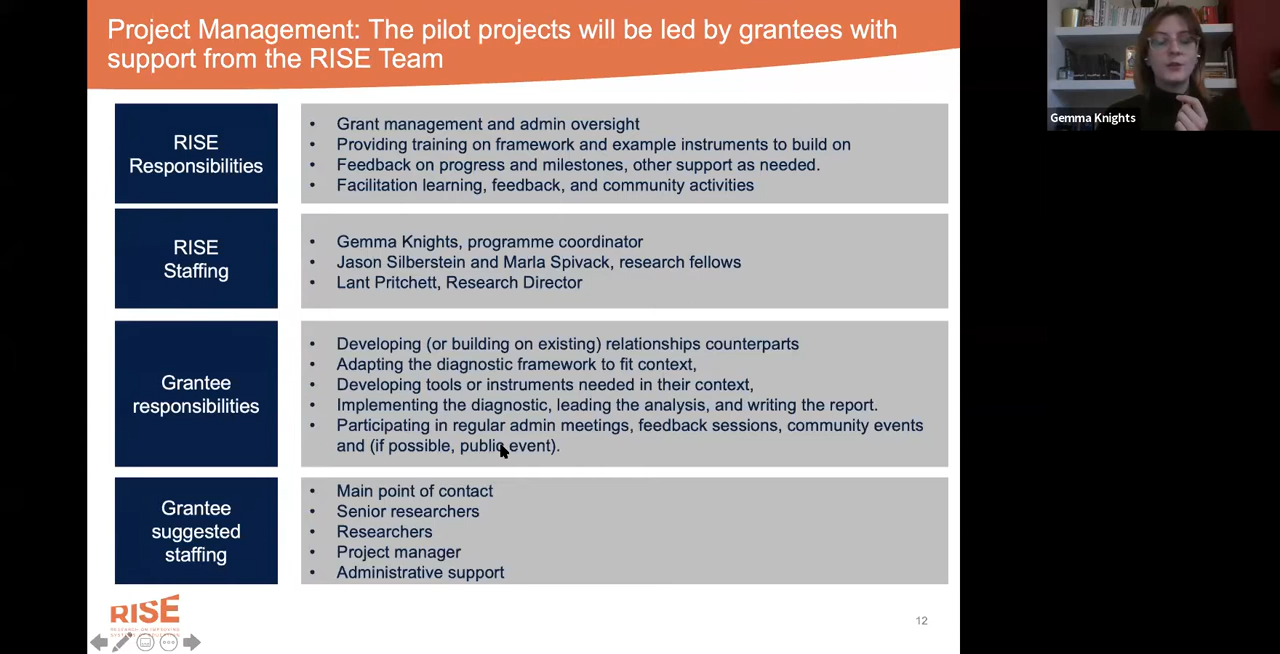 Project Management: The pilot projects will be led by grantees with
support from the RISE Team
Gemma Knights
RISE
Responsibilities
• Grant management and admin oversight
• Providing training on framework and example instruments to build on
• Feedback on progress and milestones, other support as needed.
• Facilitation learning, feedback, and community activities
RISE
Staffing
• Gemma Knights, programme coordinator
• Jason Silberstein and Marla Spivack, research fellows
• Lant Pritchett, Research Director
Grantee
responsibilities
• Developing (or building on existing) relationships counterparts
• Adapting the diagnostic framework to fit context,
• Developing tools or instruments needed in their context,
• Implementing the diagnostic, leading the analysis, and writing the report.
• Participating in regular admin meetings, feedback sessions, community events
and (if possible, public event).
Grantee
suggested
staffing
• Main point of contact
• Senior researchers
• Researchers
• Project manager
• Administrative support
RISE
12